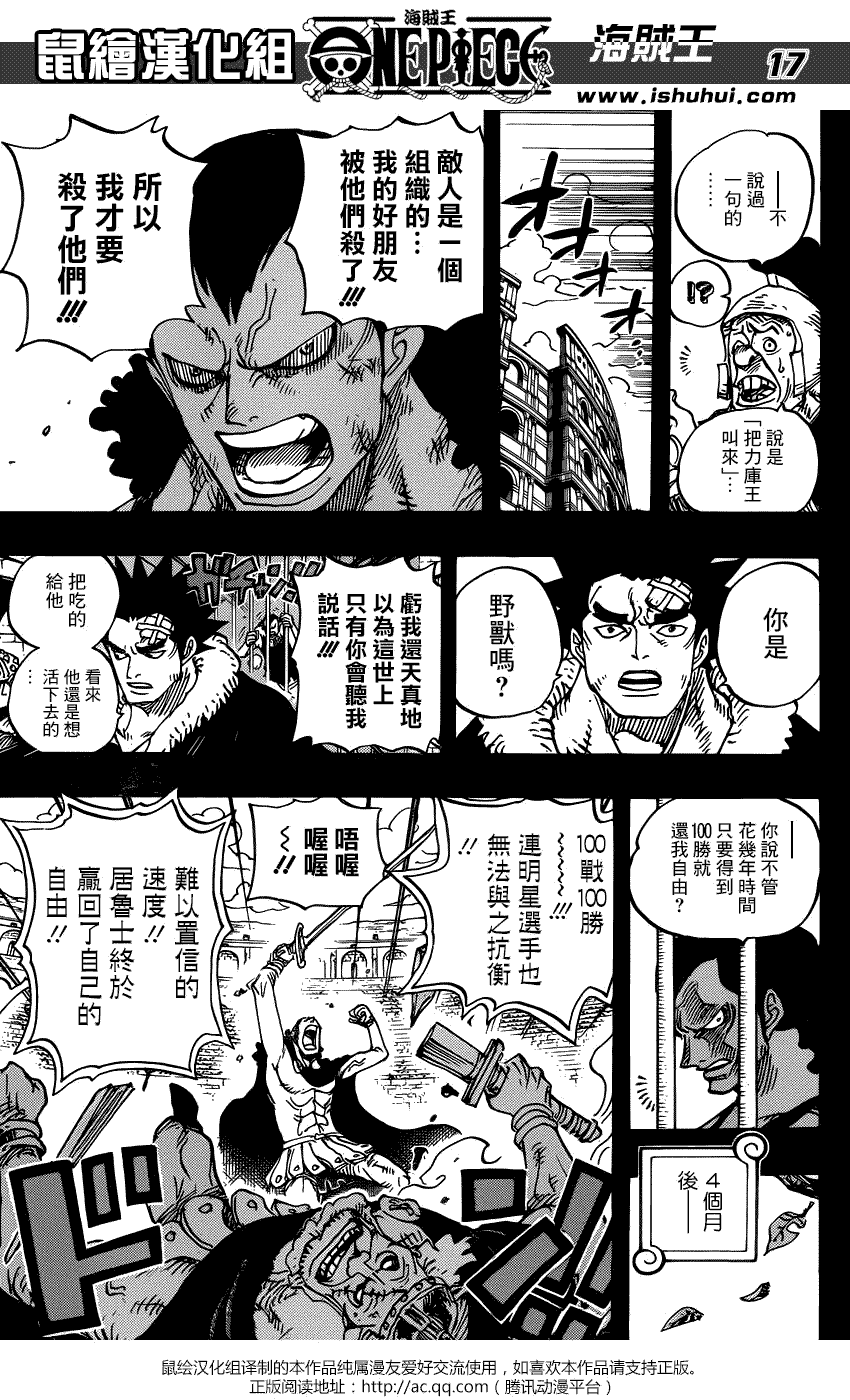 鼠繪漢化組
海賊王
ONE PIECE
海賊王
17
www.ishuhui.com
——不
說過
一句的
……
!?
說是
「把力庫王
叫來」…
敵人是一個
組織的…
我的好朋友
被他們殺了!!!
所以
我才要
殺了他們!!!
你是
野獸嗎?
虧我還天真地
以為這世上
只有你會聽我
說話!!!
ガチャン!!
把吃的
給他
看來
他還是想
活下去的
…
——
你說不管
花幾年時間
只要得到
100勝就
還我自由?
4個月
後——
100戰100勝
~~~~!!!
連明星選手也
無法與之抗衡
!!
唔喔
喔喔
~~!!
難以置信的
速度!!
居魯士終於
贏回了自己的
自由!!
ドド
鼠绘汉化组译制的本作品纯属漫友爱好交流使用，如喜欢本作品请支持正版。
正版阅读地址：http://ac.qq.com（腾讯动漫平台）